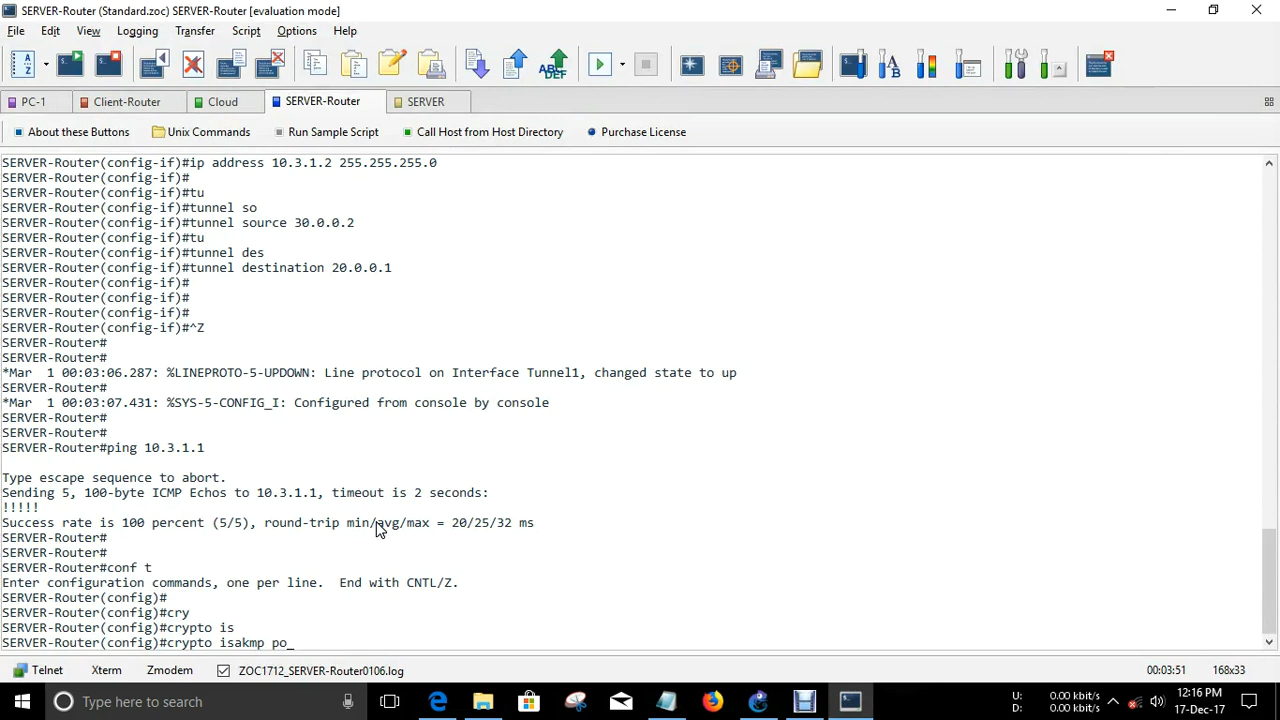 SERVER-Router (Standard.zoc) SERVER-Router [evaluation mode]
File Edit View Logging Transfer Script Options Help
PC-1 Client-Router Cloud SERVER-Router SERVER
About these Buttons Unix Commands Run Sample Script Call Host from Host Directory Purchase License
SERVER-Router(config-if)#ip address 10.3.1.2 255.255.255.0
SERVER-Router(config-if)#
SERVER-Router(config-if)#tu
SERVER-Router(config-if)#tunnel so
SERVER-Router(config-if)#tunnel source 30.0.0.2
SERVER-Router(config-if)#tu
SERVER-Router(config-if)#tunnel des
SERVER-Router(config-if)#tunnel destination 20.0.0.1
SERVER-Router(config-if)#
SERVER-Router(config-if)#
SERVER-Router(config-if)#
SERVER-Router(config-if)#^Z
SERVER-Router#
SERVER-Router#
*Mar  1 00:03:06.287: %LINEPROTO-5-UPDOWN: Line protocol on Interface Tunnel1, changed state to up
SERVER-Router#
*Mar  1 00:03:07.431: %SYS-5-CONFIG_I: Configured from console by console
SERVER-Router#
SERVER-Router#
SERVER-Router#ping 10.3.1.1
Type escape sequence to abort.
Sending 5, 100-byte ICMP Echos to 10.3.1.1, timeout is 2 seconds:
!!!!!
Success rate is 100 percent (5/5), round-trip min/avg/max = 20/25/32 ms
SERVER-Router#
SERVER-Router#
SERVER-Router#conf t
Enter configuration commands, one per line.  End with CNTL/Z.
SERVER-Router(config)#
SERVER-Router(config)#cry
SERVER-Router(config)#crypto is
SERVER-Router(config)#crypto isakmp po_
Telnet Xterm Zmodem ZOC1712_SERVER-Router0106.log 00:03:51 168x33
Type here to search
U: 0.00 kbit/s
D: 0.00 kbit/s
12:16 PM
17-Dec-17